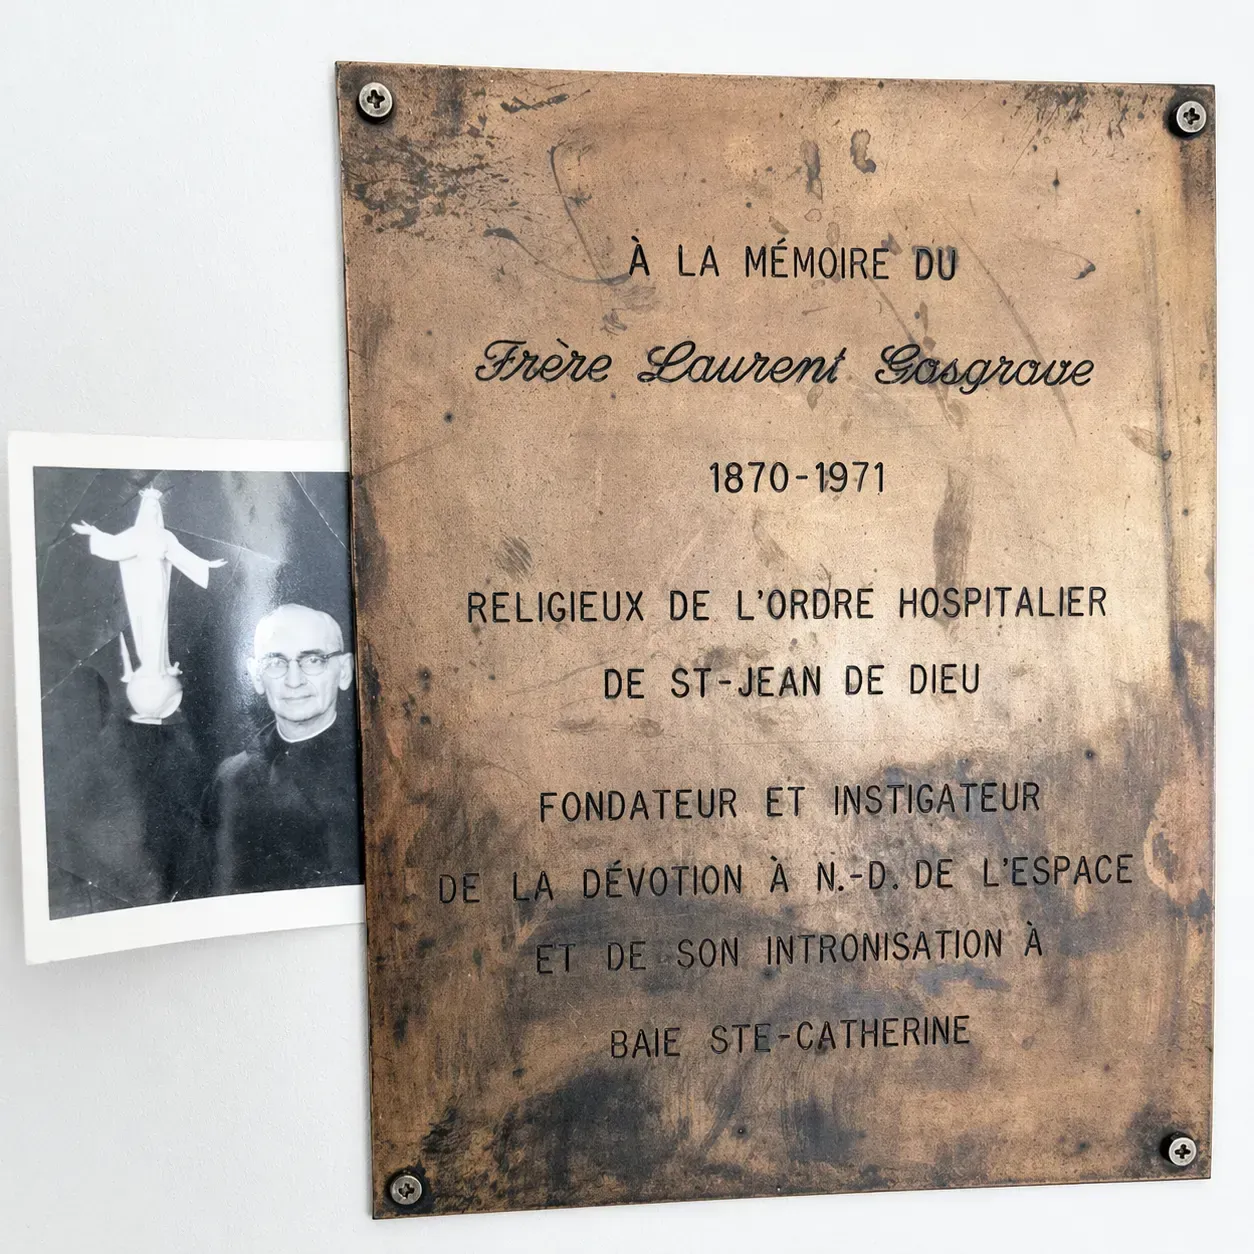 À LA MÉMOIRE DU
Frère Laurent Gasgrave
1870-1971
RELIGIEUX DE L'ORDRE HOSPITALIER
DE ST-JEAN DE DIEU
FONDATEUR ET INSTIGATEUR
DE LA DÉVOTION À N.-D. DE L'ESPACE
ET DE SON INTRONISATION À
BAIE STE-CATHERINE